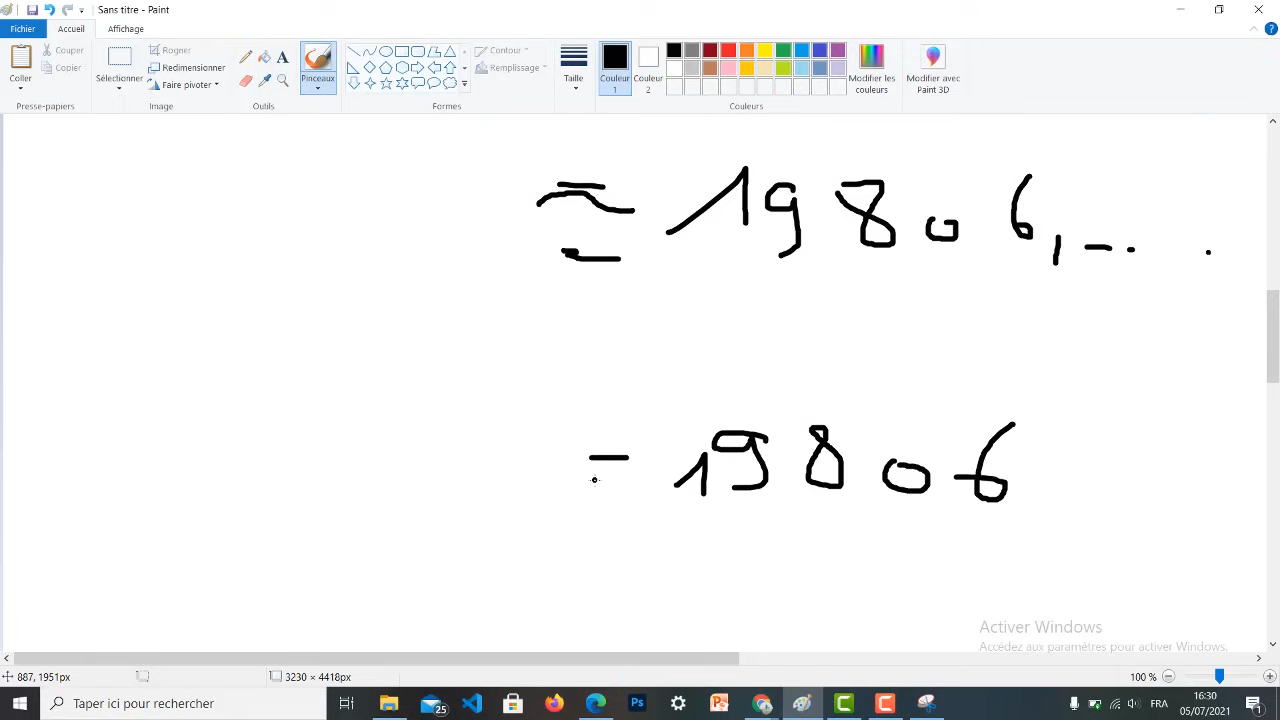 Sans titre - Paint
Fichier Accueil Affichage
Coller
Couper
Copier
Presse-papiers
Sélectionner
Rogner
Redimensionner
Faire pivoter
Image
Outils
Pinceaux
Formes
Contour
Remplissage
Taille
Couleur 1
Couleur 2
Couleurs
Modifier les couleurs
Modifier avec Paint 3D
≈ 19806,...
- 19806
Activer Windows
Accédez aux paramètres pour activer Windows.
887, 1951px
3230 × 4418px
100 %
Taper ici pour rechercher
25
Ps
FRA
16:30
05/07/2021